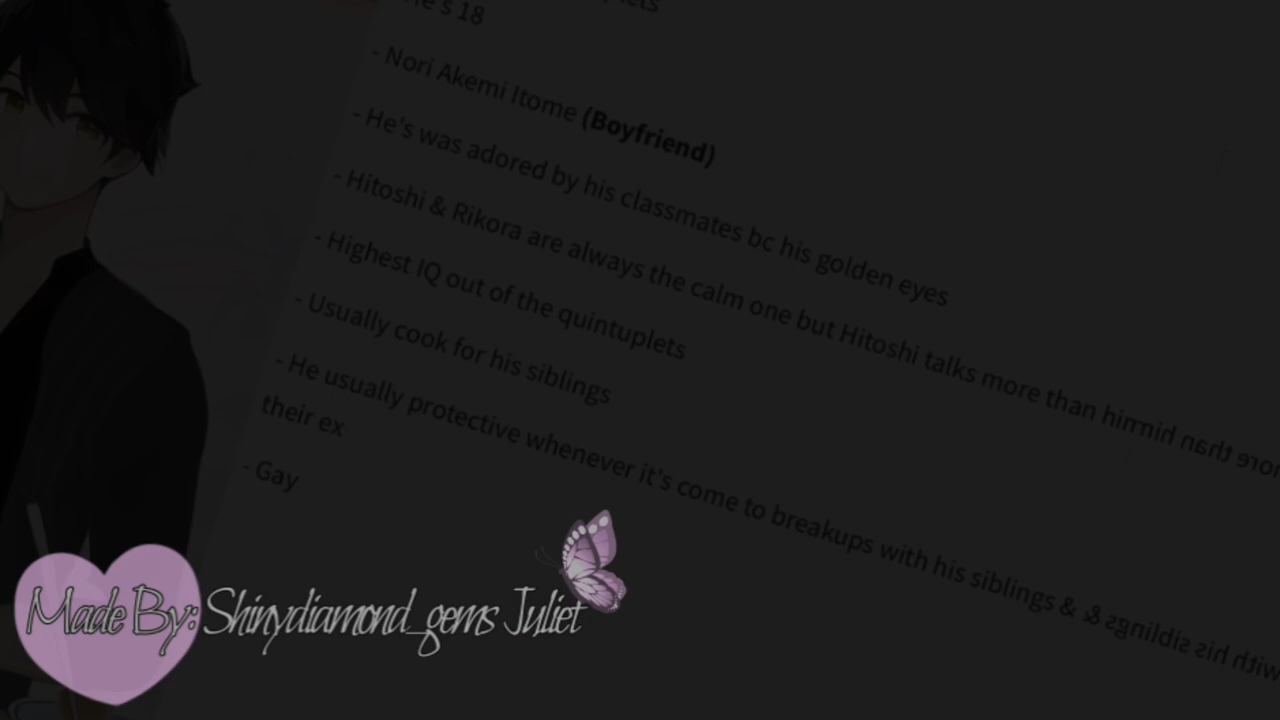 He's 18
- Nori Akemi Itome (Boyfriend)
- He's was adored by his classmates bc his golden eyes
- Hitoshi & Rikora are always the calm one but Hitoshi talks more than him
- Highest IQ out of the quintuplets
- Usually cook for his siblings
- He usually protective whenever it's come to breakups with his siblings &
their ex
- Gay
Made By: Shinydiamond_gems Juliet